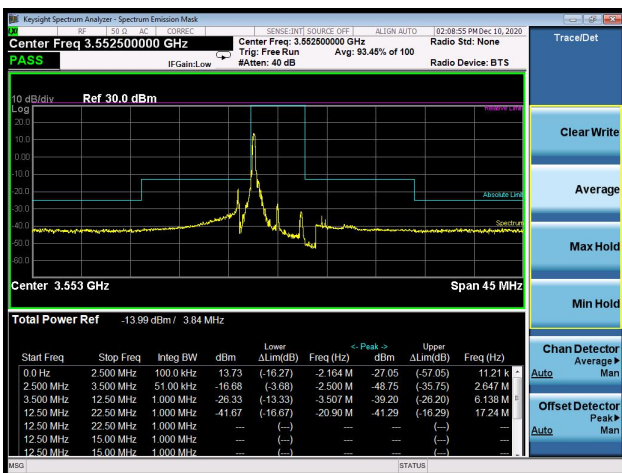 Keysight Spectrum Analyzer - Spectrum Emission Mask
RF 50 Ω AC CORREC SENSE:INT SOURCE OFF ALIGN AUTO 02:08:55 PM Dec 10, 2020
Center Freq 3.552500000 GHz Center Freq: 3.552500000 GHz Radio Std: None
Trig: Free Run Avg: 93.45% of 100
PASS IFGain:Low #Atten: 40 dB Radio Device: BTS
10 dB/div Ref 30.0 dBm
Log
Relative Limit
20.0
10.0
0.00
-10.0
-20.0
Absolute Limit
-30.0
-40.0
Spectrum
-50.0
-60.0
Center 3.553 GHz Span 45 MHz
Total Power Ref -13.99 dBm / 3.84 MHz
Lower <- Peak -> Upper
Start Freq Stop Freq Integ BW dBm ΔLim(dB) Freq (Hz) dBm ΔLim(dB) Freq (Hz)
0.0 Hz 2.500 MHz 100.0 kHz 13.73 (-16.27) -2.164 M -27.05 (-57.05) 11.21 k
2.500 MHz 3.500 MHz 51.00 kHz -16.68 (-3.68) -2.500 M -48.75 (-35.75) 2.647 M
3.500 MHz 12.50 MHz 1.000 MHz -26.33 (-13.33) -3.507 M -39.20 (-26.20) 6.138 M
12.50 MHz 22.50 MHz 1.000 MHz -41.67 (-16.67) -20.90 M -41.29 (-16.29) 17.24 M
12.50 MHz 22.50 MHz 1.000 MHz --- (---) --- --- (---) ---
12.50 MHz 15.00 MHz 1.000 MHz --- (---) --- --- (---) ---
12.50 MHz 15.00 MHz 1.000 MHz --- (---) --- --- (---) ---
MSG STATUS
Trace/Det
Clear Write
Average
Max Hold
Min Hold
Chan Detector
Average
Auto Man
Offset Detector
Peak
Auto Man